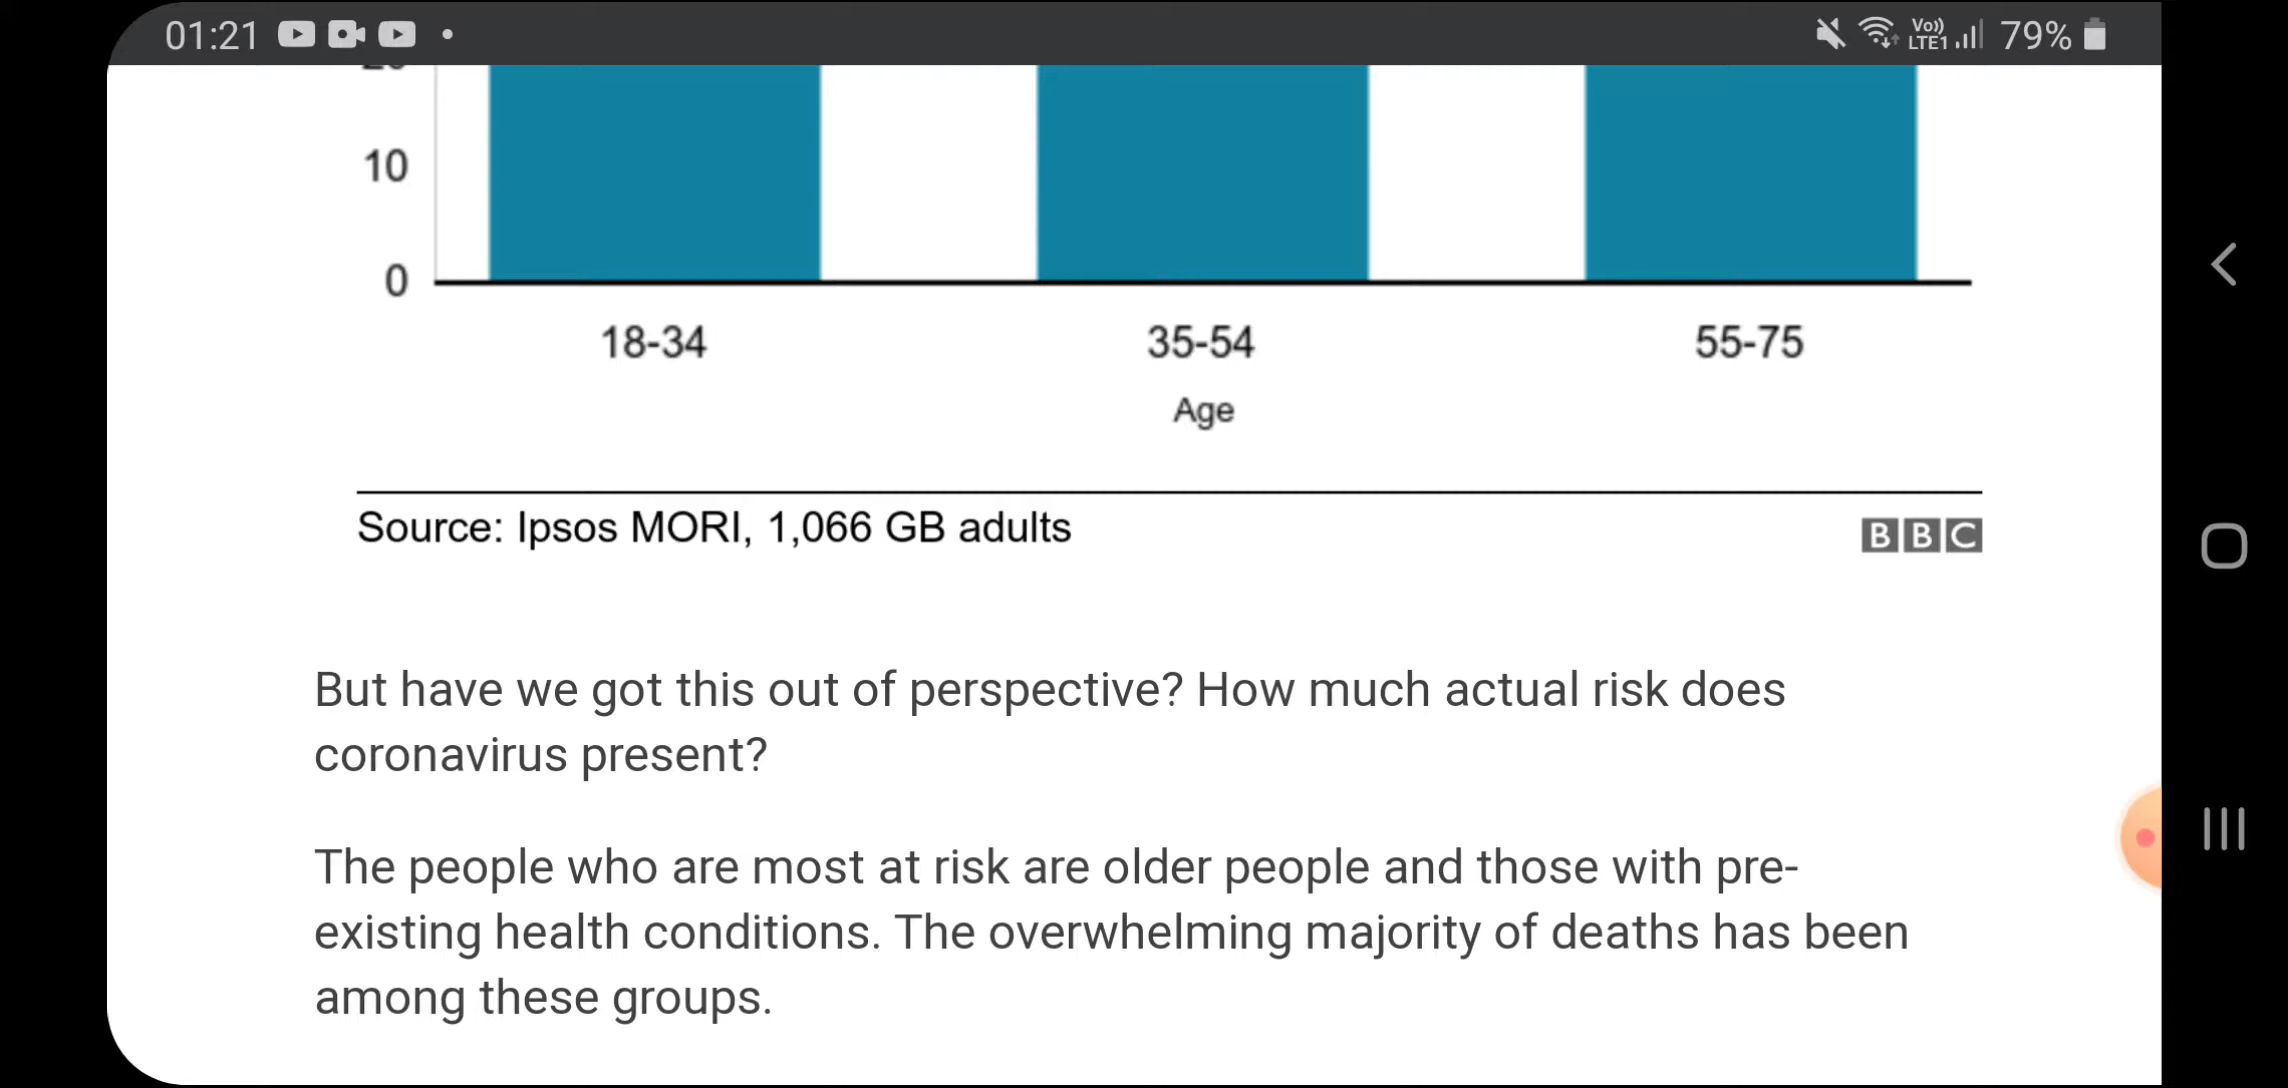 01:21 Vo)) LTE1 79%
10
0
18-34 35-54 55-75
Age
Source: Ipsos MORI, 1,066 GB adults BBC
But have we got this out of perspective? How much actual risk does
coronavirus present?
The people who are most at risk are older people and those with pre-
existing health conditions. The overwhelming majority of deaths has been
among these groups.